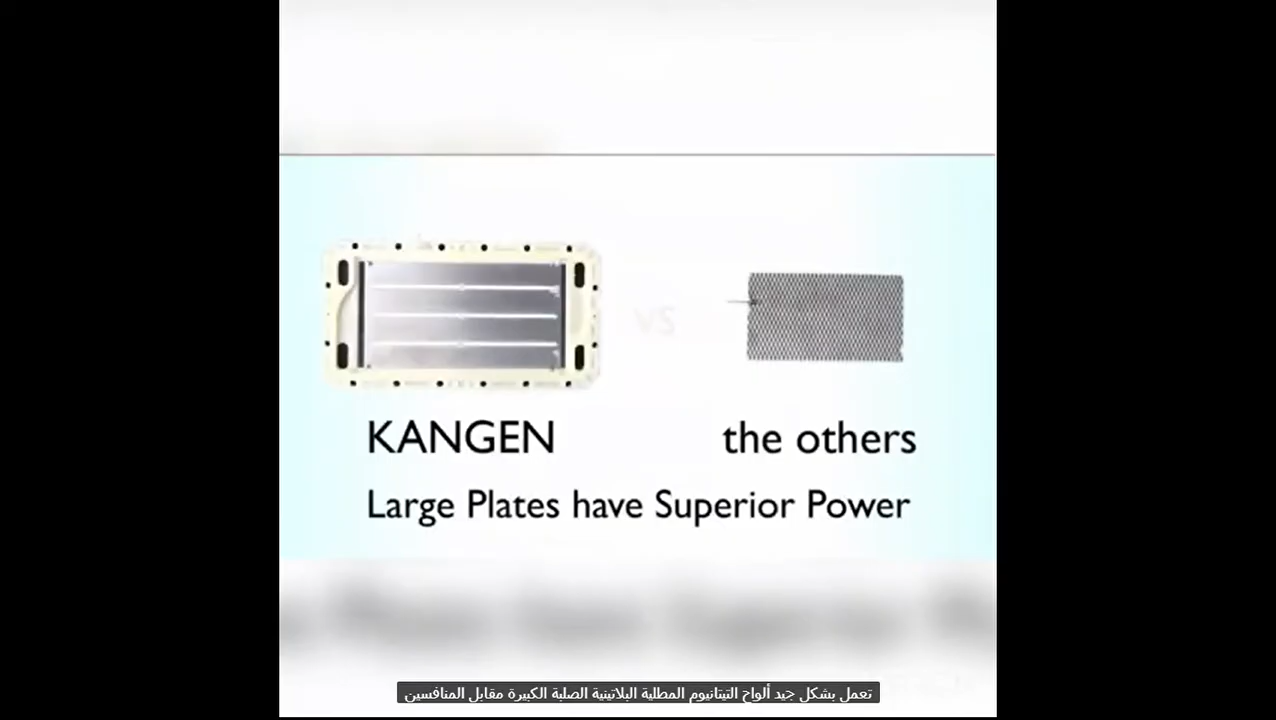 VS
KANGEN
the others
Large Plates have Superior Power
تعمل بشكل جيد ألواح التيتانيوم المطلية البلاتينية الصلبة الكبيرة مقابل المنافسين